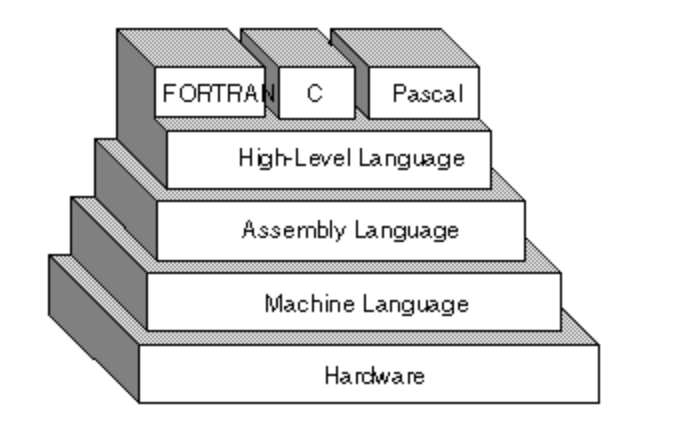 FORTRAN C Pascal
High-Level Language
Assembly Language
Machine Language
Hardware